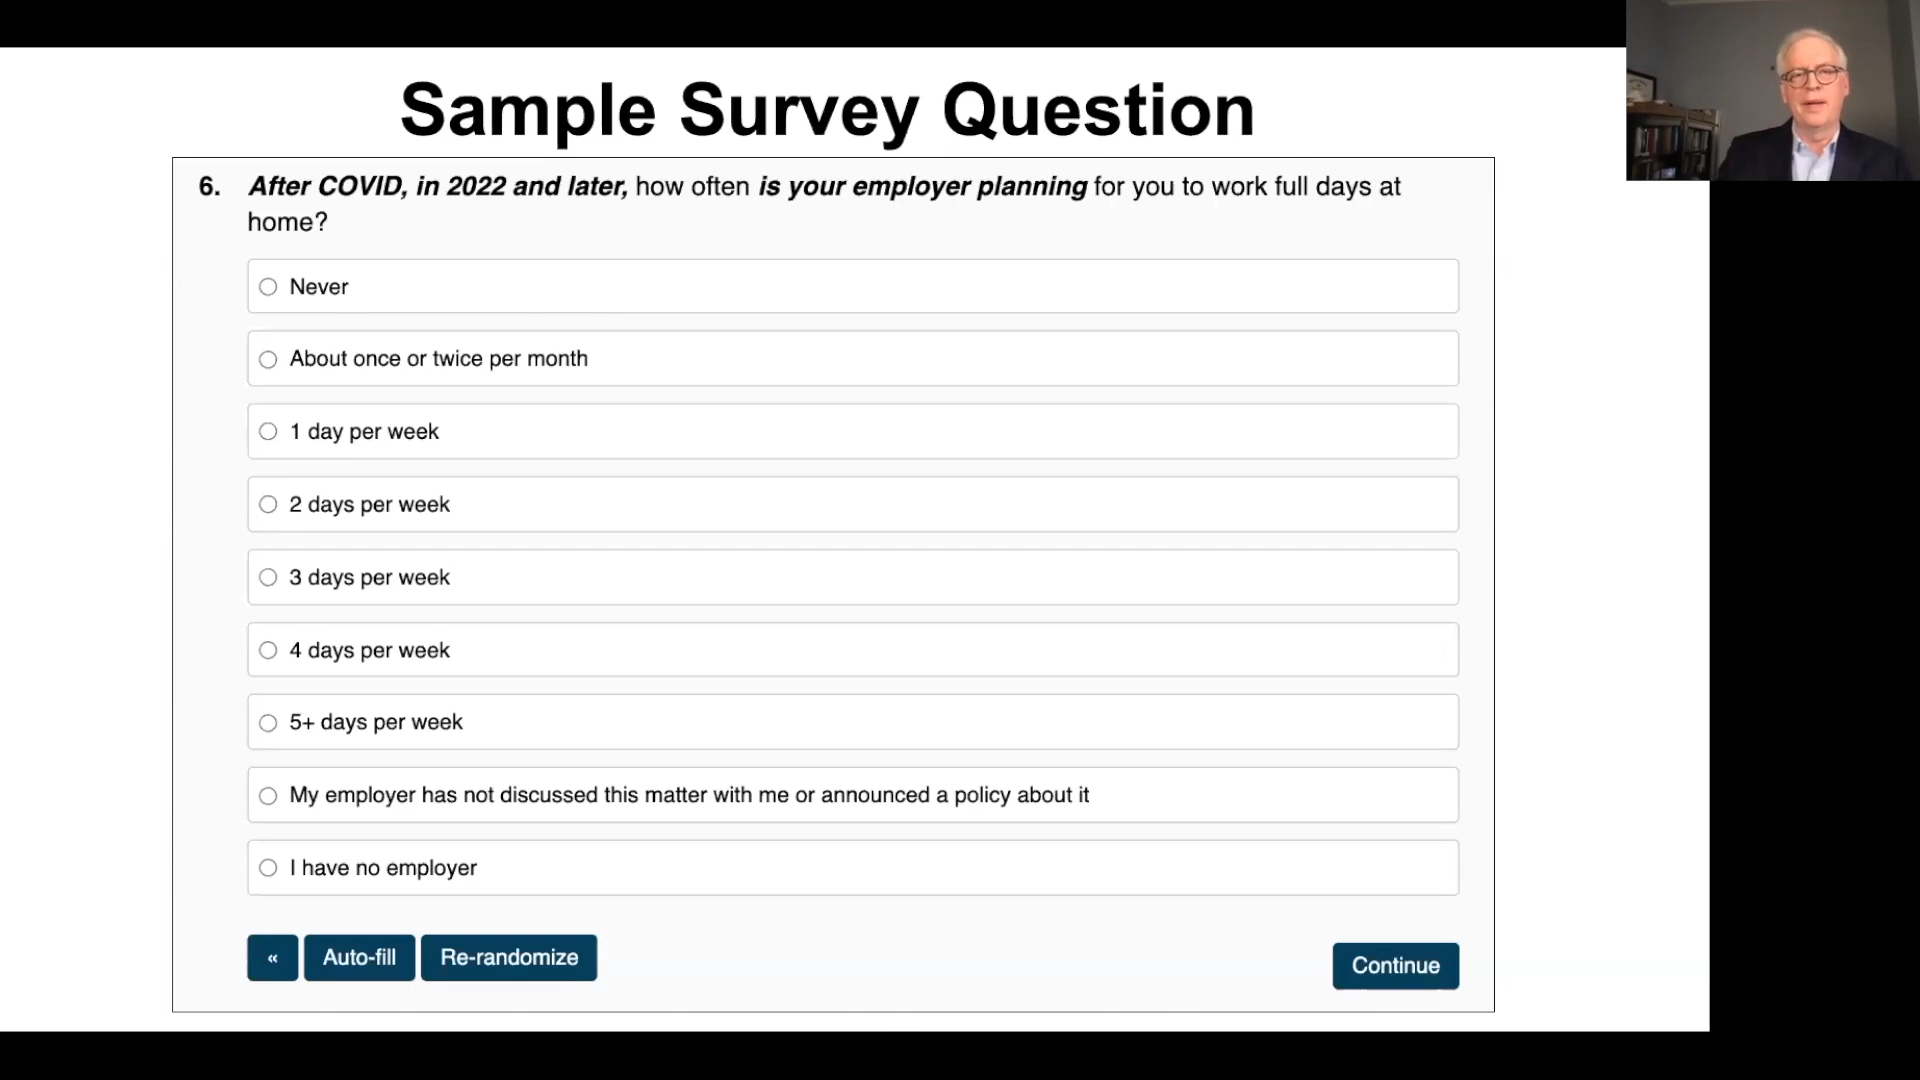 Sample Survey Question
6. After COVID, in 2022 and later, how often is your employer planning for you to work full days at
home?
Never
About once or twice per month
1 day per week
2 days per week
3 days per week
4 days per week
5+ days per week
My employer has not discussed this matter with me or announced a policy about it
I have no employer
« Auto-fill Re-randomize
Continue